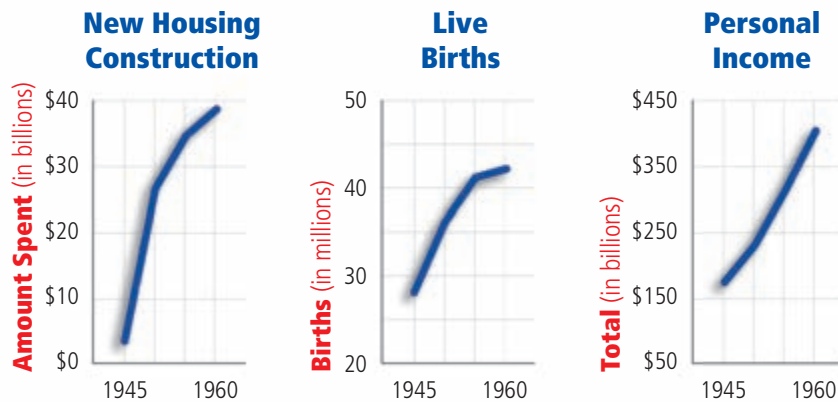 New Housing
Construction
Amount Spent (in billions)
$40
$30
$20
$10
$0
1945 1960
Live
Births
Births (in millions)
50
40
30
20
1945 1960
Personal
Income
Total (in billions)
$450
$350
$250
$150
$50
1945 1960